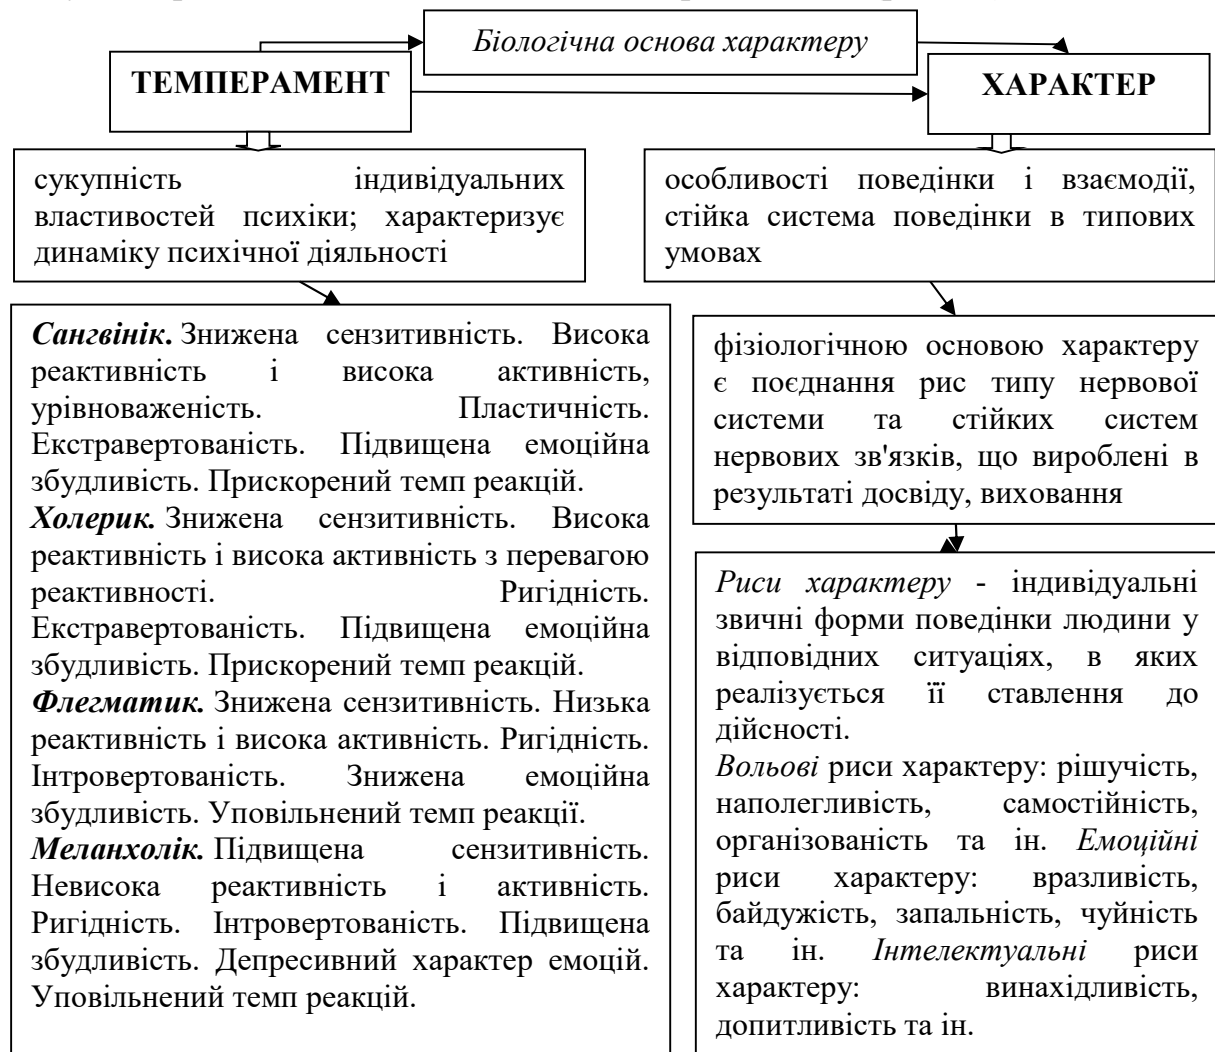 Біологічна основа характеру
ТЕМПЕРАМЕНТ
ХАРАКТЕР
сукупність індивідуальних
властивостей психіки; характеризує
динаміку психічної діяльності
особливості поведінки і взаємодії,
стійка система поведінки в типових
умовах
Сангвінік. Знижена сензитивність. Висока
реактивність і висока активність,
урівноваженість. Пластичність.
Екстравертованість. Підвищена емоційна
збудливість. Прискорений темп реакцій.
Холерик. Знижена сензитивність. Висока
реактивність і висока активність з перевагою
реактивності. Ригідність.
Екстравертованість. Підвищена емоційна
збудливість. Прискорений темп реакцій.
Флегматик. Знижена сензитивність. Низька
реактивність і висока активність. Ригідність.
Інтровертованість. Знижена емоційна
збудливість. Уповільнений темп реакції.
Меланхолік. Підвищена сензитивність.
Невисока реактивність і активність.
Ригідність. Інтровертованість. Підвищена
збудливість. Депресивний характер емоцій.
Уповільнений темп реакцій.
фізіологічною основою характеру
є поєднання рис типу нервової
системи та стійких систем
нервових зв'язків, що вироблені в
результаті досвіду, виховання
Риси характеру - індивідуальні
звичні форми поведінки людини у
відповідних ситуаціях, в яких
реалізується її ставлення до
дійсності.
Вольові риси характеру: рішучість,
наполегливість, самостійність,
організованість та ін. Емоційні
риси характеру: вразливість,
байдужість, запальність, чуйність
та ін. Інтелектуальні риси
характеру: винахідливість,
допитливість та ін.